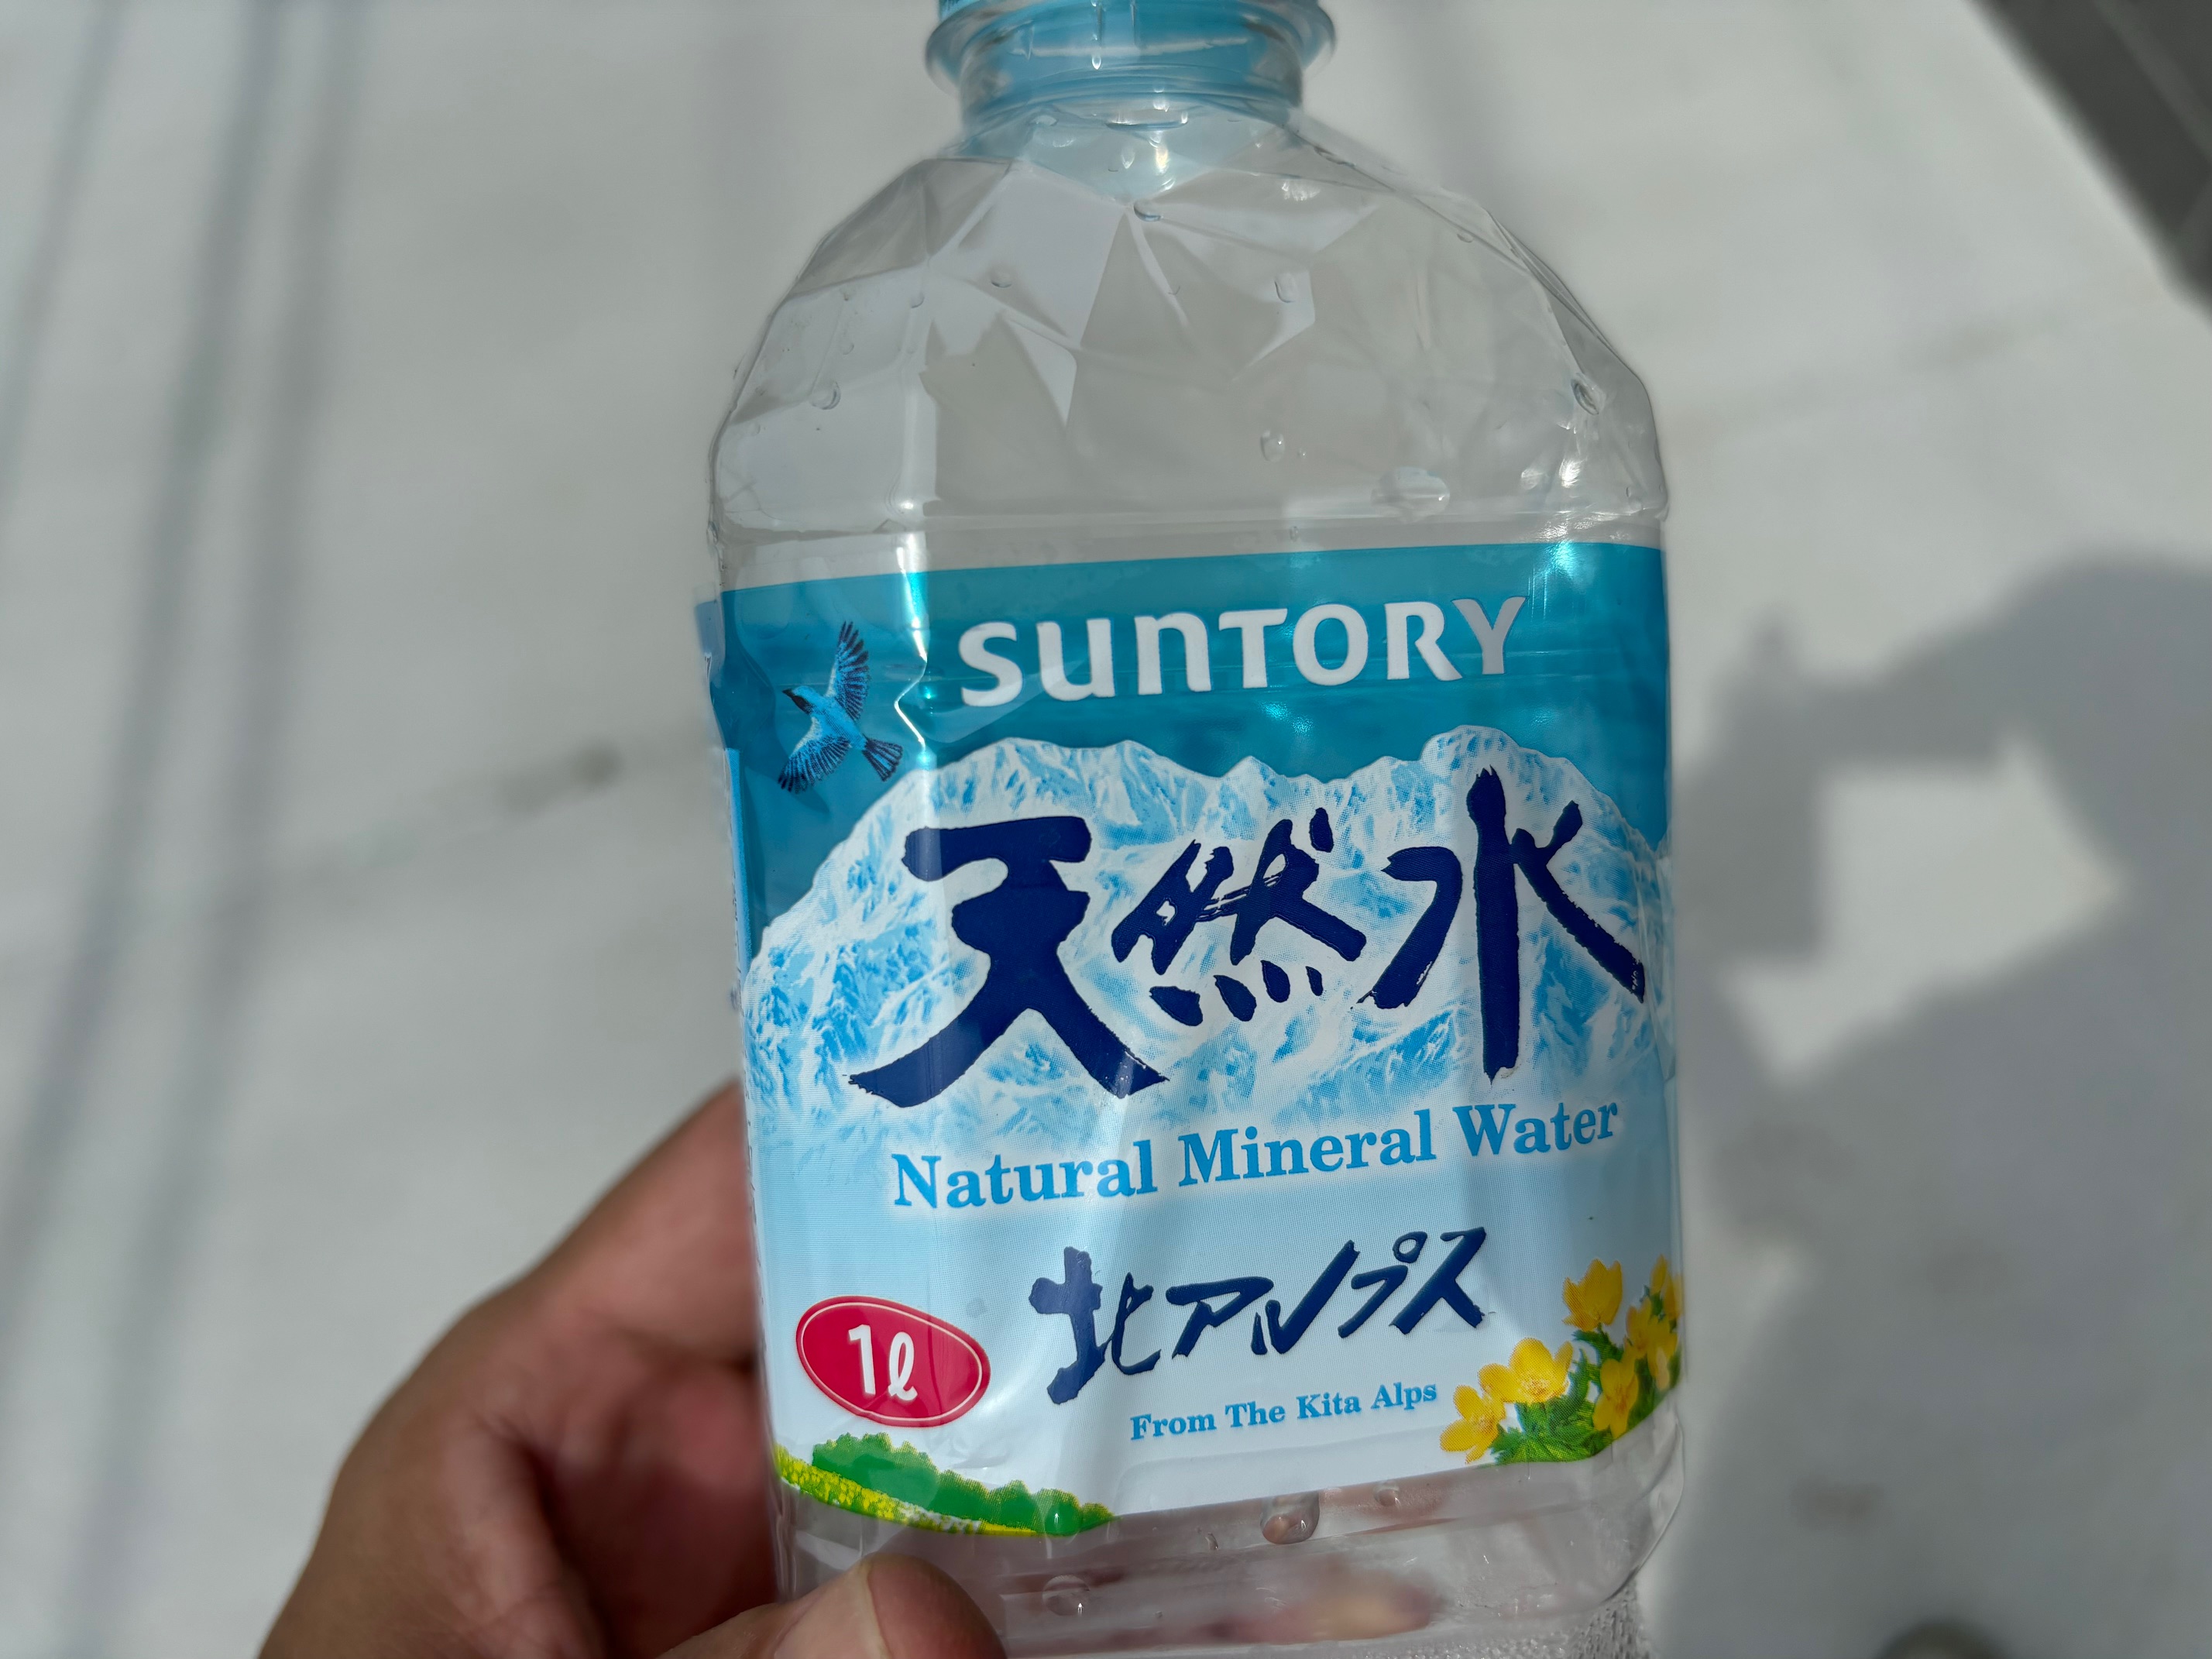 SUNTORY
天然水
Natural Mineral Water
北アルプス
1ℓ
From The Kita Alps